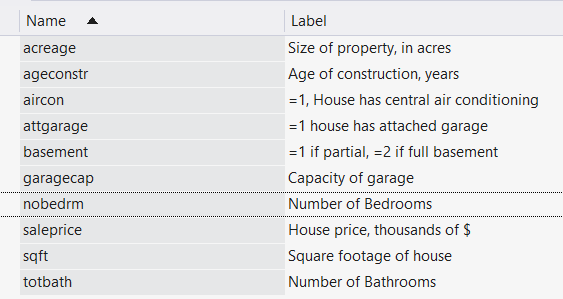 Name ▲ Label
acreage Size of property, in acres
ageconstr Age of construction, years
aircon =1, House has central air conditioning
attgarage =1 house has attached garage
basement =1 if partial, =2 if full basement
garagecap Capacity of garage
nobedrm Number of Bedrooms
saleprice House price, thousands of $
sqft Square footage of house
totbath Number of Bathrooms